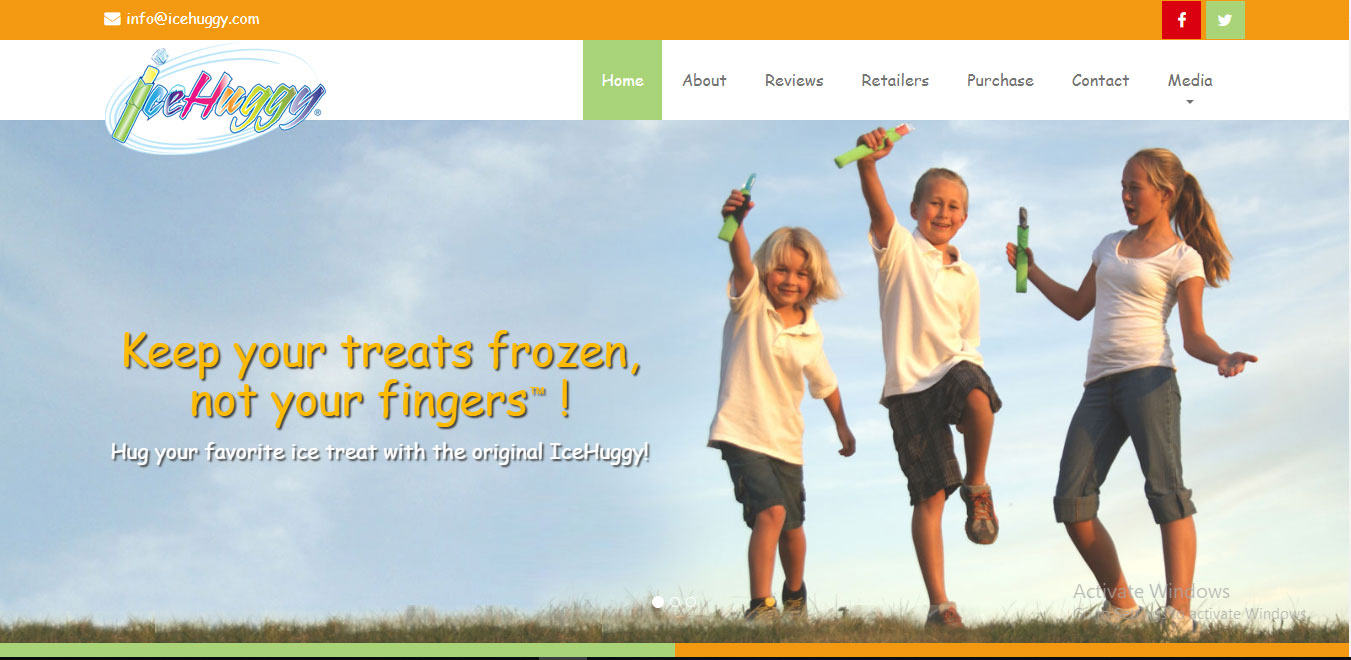 info@icehuggy.com
IceHuggy®
Home About Reviews Retailers Purchase Contact Media
Keep your treats frozen,
not your fingers™ !
Hug your favorite ice treat with the original IceHuggy!
Activate Windows
activate Windows.